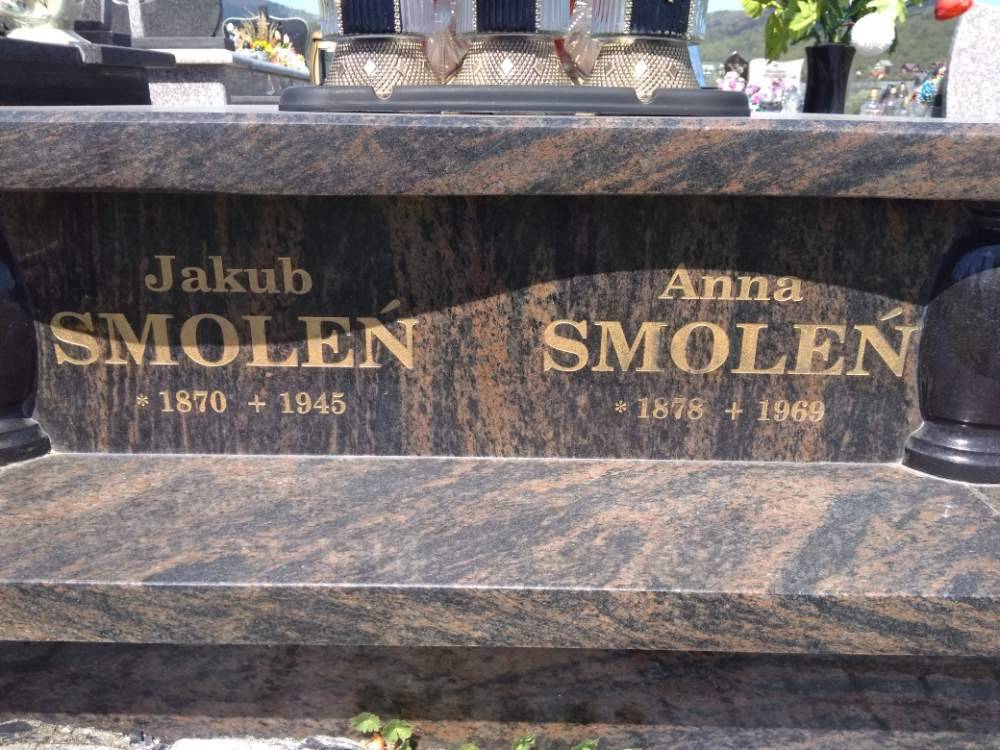 Jakub
SMOLEŃ
* 1870 + 1945
Anna
SMOLEŃ
* 1878 + 1969